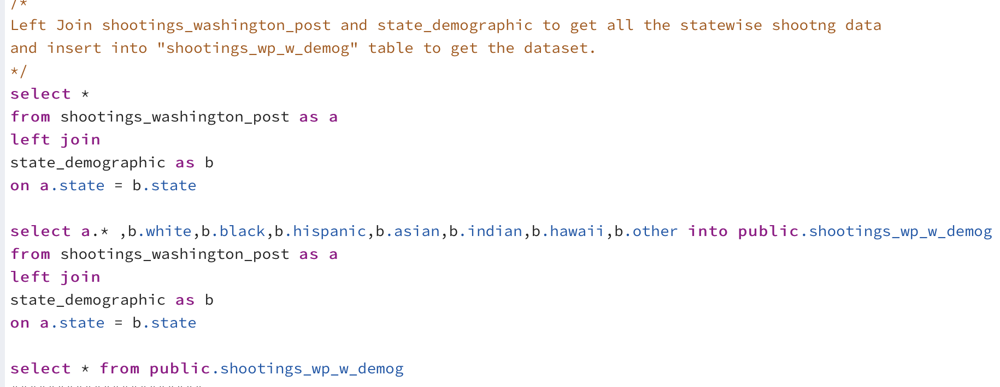 /*
Left Join shootings_washington_post and state_demographic to get all the statewise shootng data
and insert into "shootings_wp_w_demog" table to get the dataset.
*/
select *
from shootings_washington_post as a
left join
state_demographic as b
on a.state = b.state
select a.* ,b.white,b.black,b.hispanic,b.asian,b.indian,b.hawaii,b.other into public.shootings_wp_w_demog
from shootings_washington_post as a
left join
state_demographic as b
on a.state = b.state
select * from public.shootings_wp_w_demog